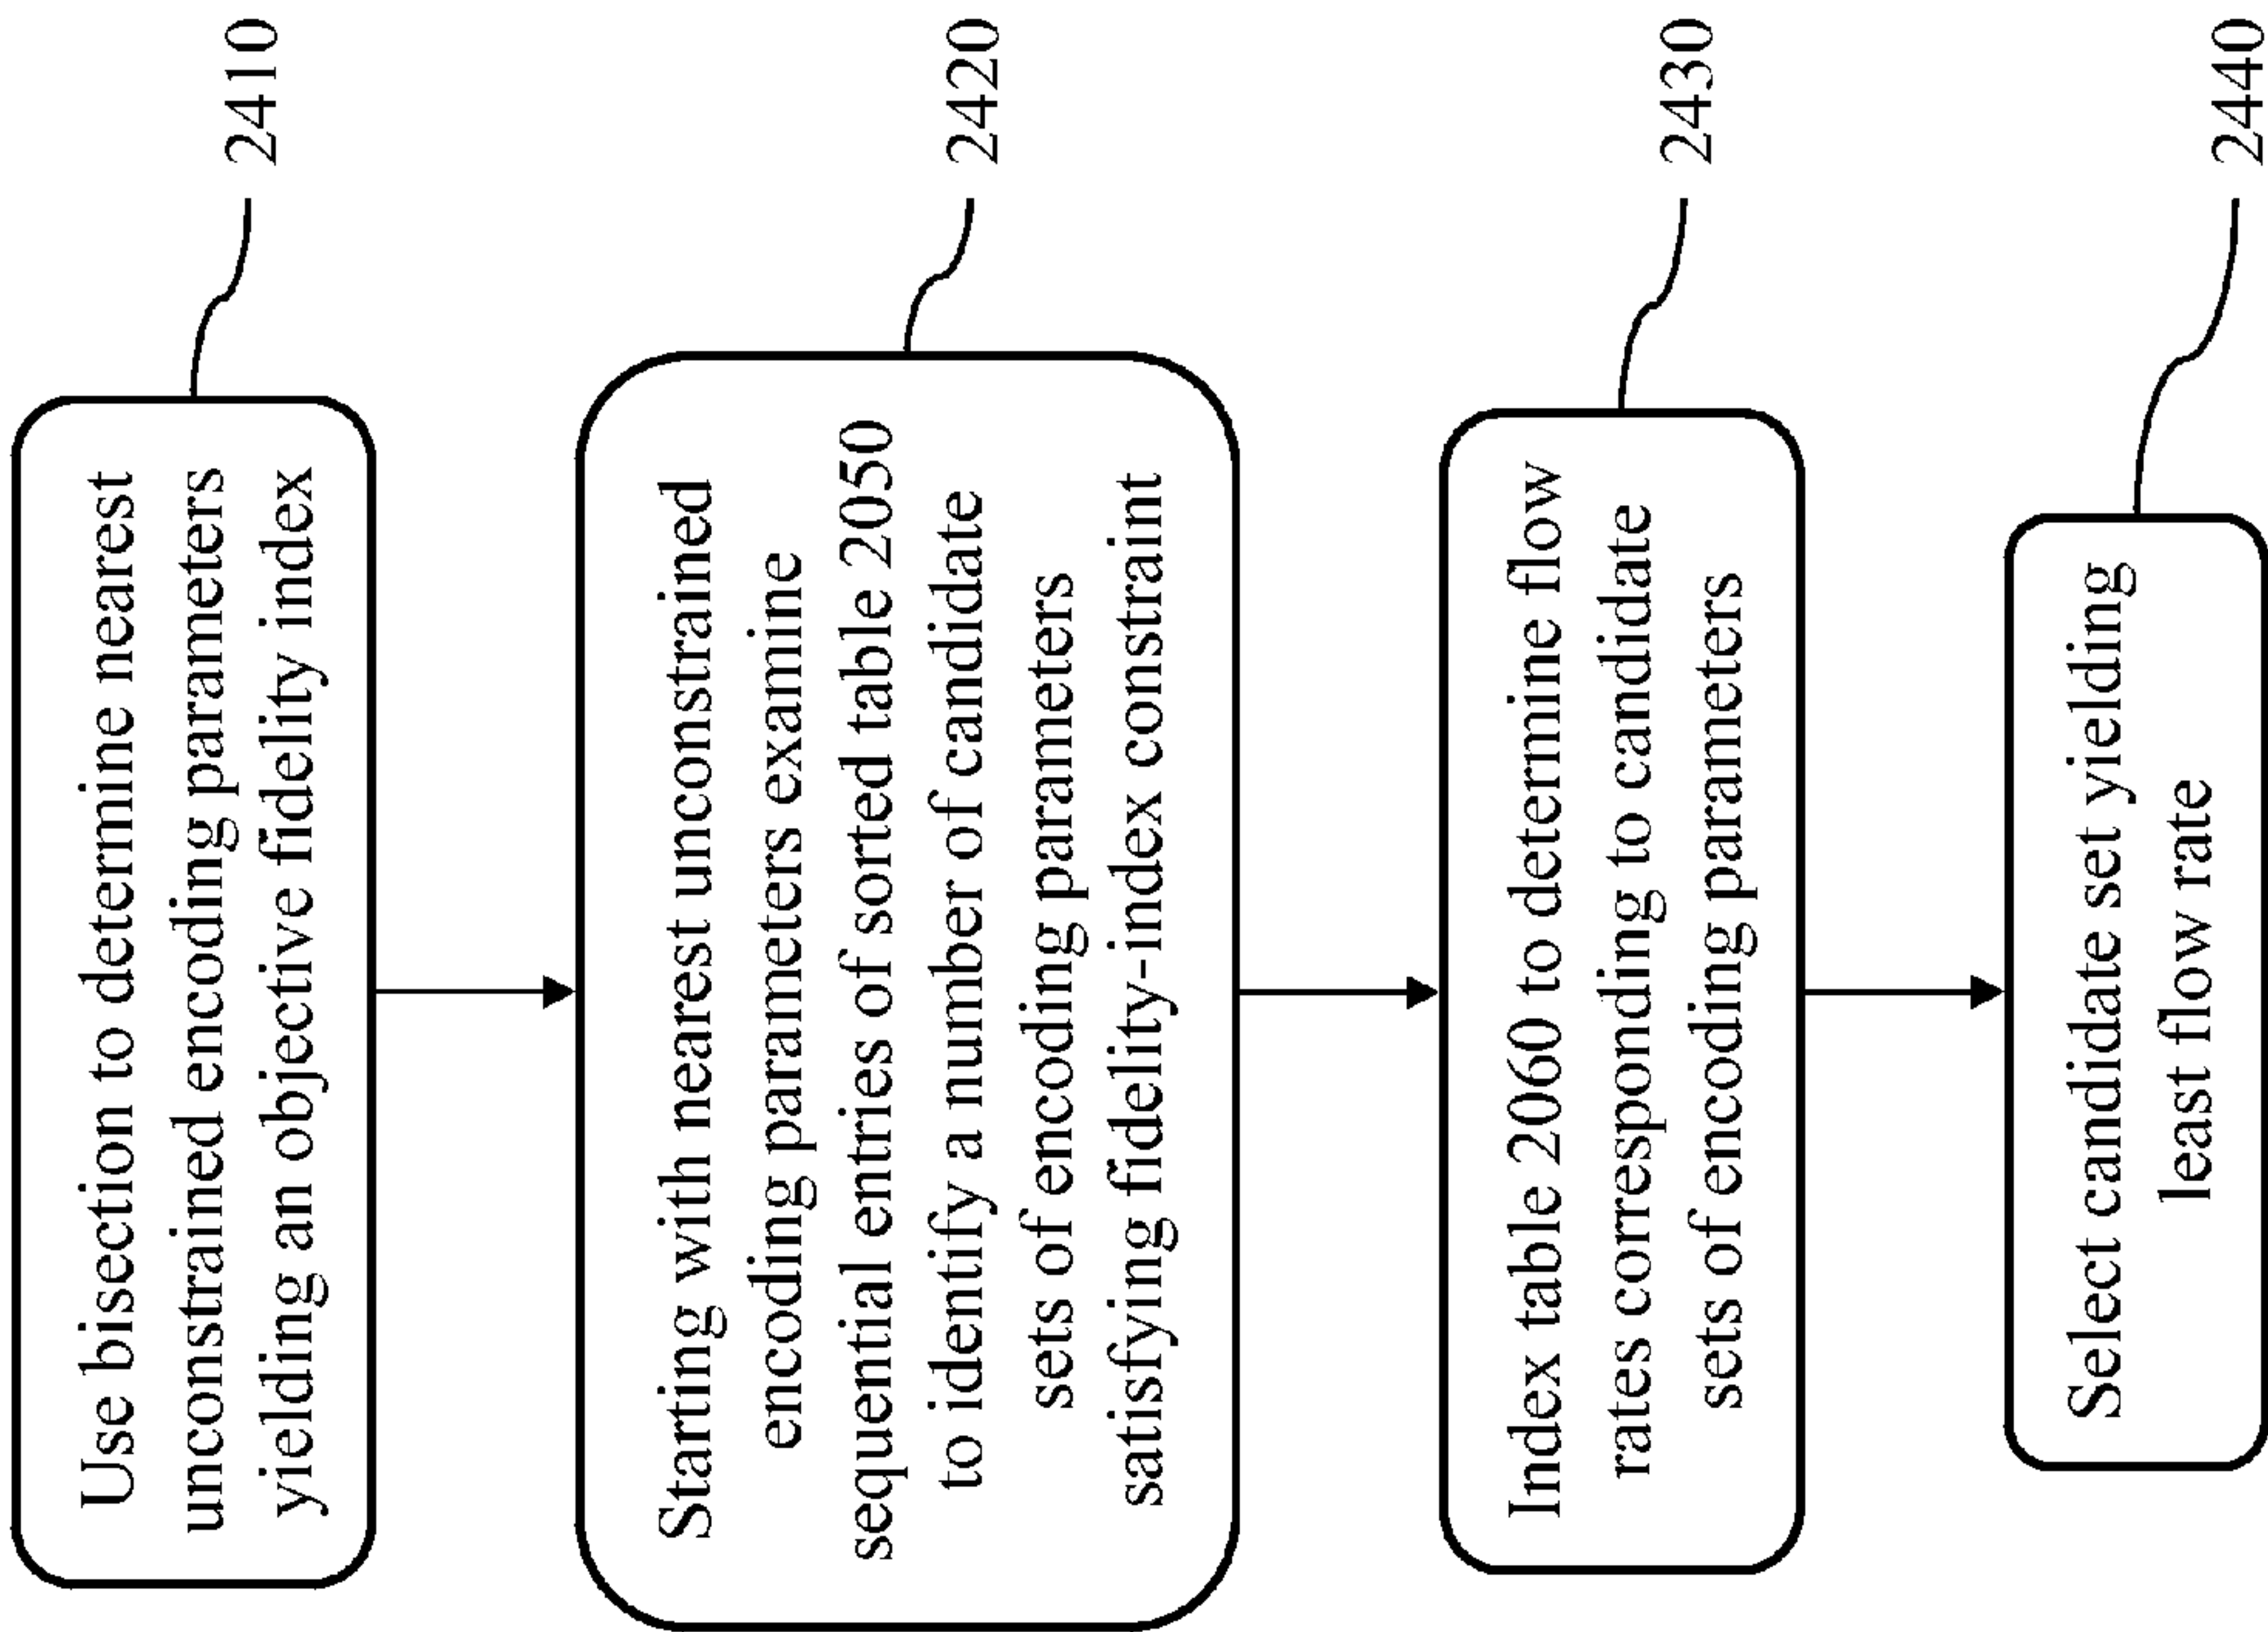 Use bisection to determine nearest
unconstrained encoding parameters
yielding an objective fidelity index
2410
Starting with nearest unconstrained
encoding parameters examine
sequential entries of sorted table 2050
to identify a number of candidate
sets of encoding parameters
satisfying fidelity-index constraint
2420
Index table 2060 to determine flow
rates corresponding to candidate
sets of encoding parameters
2430
Select candidate set yielding
least flow rate
2440